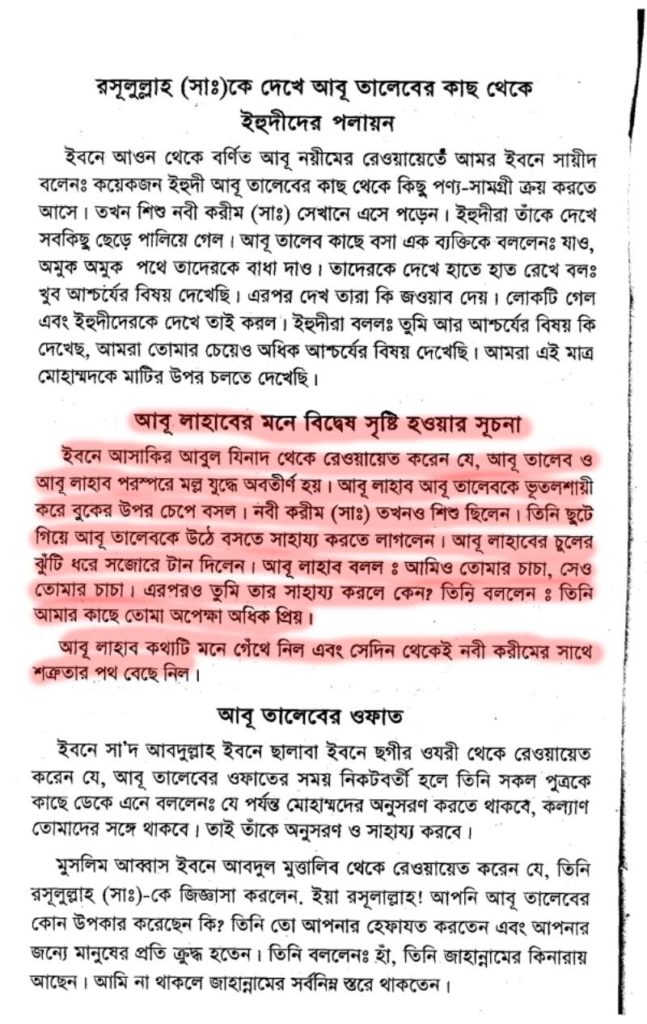 রসূলুল্লাহ (সাঃ)কে দেখে আবূ তালেবের কাছ থেকে
ইহুদীদের পলায়ন
ইবনে আওন থেকে বর্ণিত আবূ নয়ীমের রেওয়ায়েতে আমর ইবনে সায়ীদ
বলেনঃ কয়েকজন ইহুদী আবূ তালেবের কাছ থেকে কিছু পণ্য-সামগ্রী ক্রয় করতে
আসে। তখন শিশু নবী করীম (সাঃ) সেখানে এসে পড়েন। ইহুদীরা তাঁকে দেখে
সবকিছু ছেড়ে পালিয়ে গেল। আবূ তালেব কাছে বসা এক ব্যক্তিকে বললেনঃ যাও,
অমুক অমুক পথে তাদেরকে বাধা দাও। তাদেরকে দেখে হাতে হাত রেখে বলঃ
খুব আশ্চর্যের বিষয় দেখেছি। এরপর দেখ তারা কি জওয়াব দেয়। লোকটি গেল
এবং ইহুদীদেরকে দেখে তাই করল। ইহুদীরা বললঃ তুমি আর আশ্চর্যের বিষয় কি
দেখেছ, আমরা তোমার চেয়েও অধিক আশ্চর্যের বিষয় দেখেছি। আমরা এই মাত্র
মোহাম্মদকে মাটির উপর চলতে দেখেছি।
আবূ লাহাবের মনে বিদ্বেষ সৃষ্টি হওয়ার সূচনা
ইবনে আসাকির আবুল যিনাদ থেকে রেওয়ায়েত করেন যে, আবূ তালেব ও
আবূ লাহাব পরস্পরে মল্ল যুদ্ধে অবতীর্ণ হয়। আবূ লাহাব আবূ তালেবকে ভূতলশায়ী
করে বুকের উপর চেপে বসল। নবী করীম (সাঃ) তখনও শিশু ছিলেন। তিনি ছুটে
গিয়ে আবূ তালেবকে উঠে বসতে সাহায্য করতে লাগলেন। আবূ লাহাবের চুলের
ঝুঁটি ধরে সজোরে টান দিলেন। আবূ লাহাব বলল ঃ আমিও তোমার চাচা, সেও
তোমার চাচা। এরপরও তুমি তার সাহায্য করলে কেন? তিনি বললেন ঃ তিনি
আমার কাছে তোমা অপেক্ষা অধিক প্রিয়।
আবূ লাহাব কথাটি মনে গেঁথে নিল এবং সেদিন থেকেই নবী করীমের সাথে
শত্রুতার পথ বেছে নিল।
আবূ তালেবের ওফাত
ইবনে সা'দ আবদুল্লাহ ইবনে ছালাবা ইবনে ছগীর ওযরী থেকে রেওয়ায়েত
করেন যে, আবূ তালেবের ওফাতের সময় নিকটবর্তী হলে তিনি সকল পুত্রকে
কাছে ডেকে এনে বললেনঃ যে পর্যন্ত মোহাম্মদের অনুসরণ করতে থাকবে, কল্যাণ
তোমাদের সঙ্গে থাকবে। তাই তাঁকে অনুসরণ ও সাহায্য করবে।
মুসলিম আব্বাস ইবনে আবদুল মুত্তালিব থেকে রেওয়ায়েত করেন যে, তিনি
রসূলুল্লাহ (সাঃ)-কে জিজ্ঞাসা করলেন. ইয়া রসূলাল্লাহ! আপনি আবূ তালেবের
কোন উপকার করেছেন কি? তিনি তো আপনার হেফাযত করতেন এবং আপনার
জন্যে মানুষের প্রতি ক্রুদ্ধ হতেন। তিনি বললেনঃ হাঁ, তিনি জাহান্নামের কিনারায়
আছেন। আমি না থাকলে জাহান্নামের সর্বনিম্ন স্তরে থাকতেন।